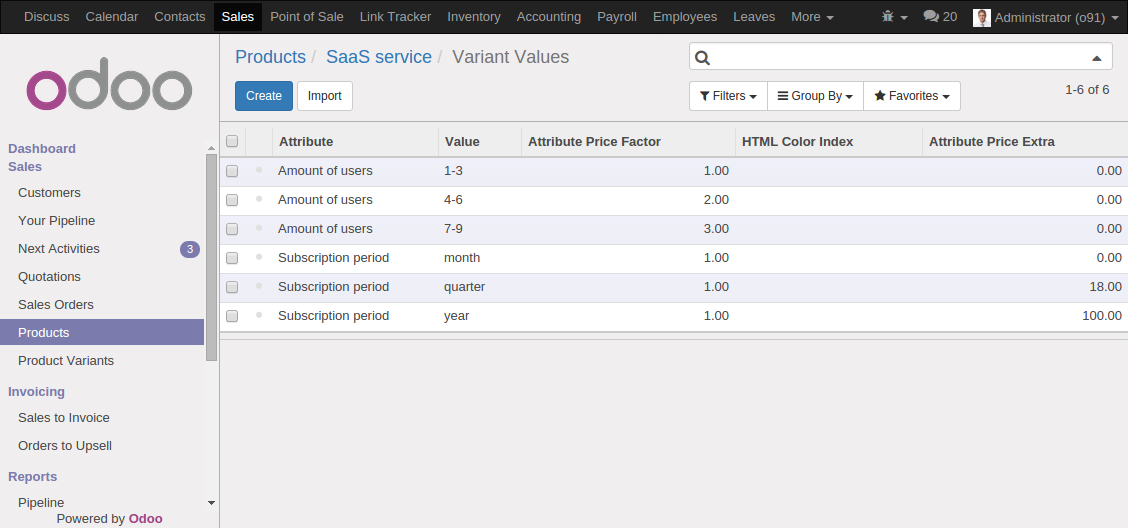 Discuss Calendar Contacts Sales Point of Sale Link Tracker Inventory Accounting Payroll Employees Leaves More 20 Administrator (o91)
odoo
Dashboard
Sales
Customers
Your Pipeline
Next Activities 3
Quotations
Sales Orders
Products
Product Variants
Invoicing
Sales to Invoice
Orders to Upsell
Reports
Pipeline
Powered by Odoo
Products / SaaS service / Variant Values
Create Import Filters Group By Favorites 1-6 of 6
Attribute Value Attribute Price Factor HTML Color Index Attribute Price Extra
Amount of users 1-3 1.00 0.00
Amount of users 4-6 2.00 0.00
Amount of users 7-9 3.00 0.00
Subscription period month 1.00 0.00
Subscription period quarter 1.00 18.00
Subscription period year 1.00 100.00